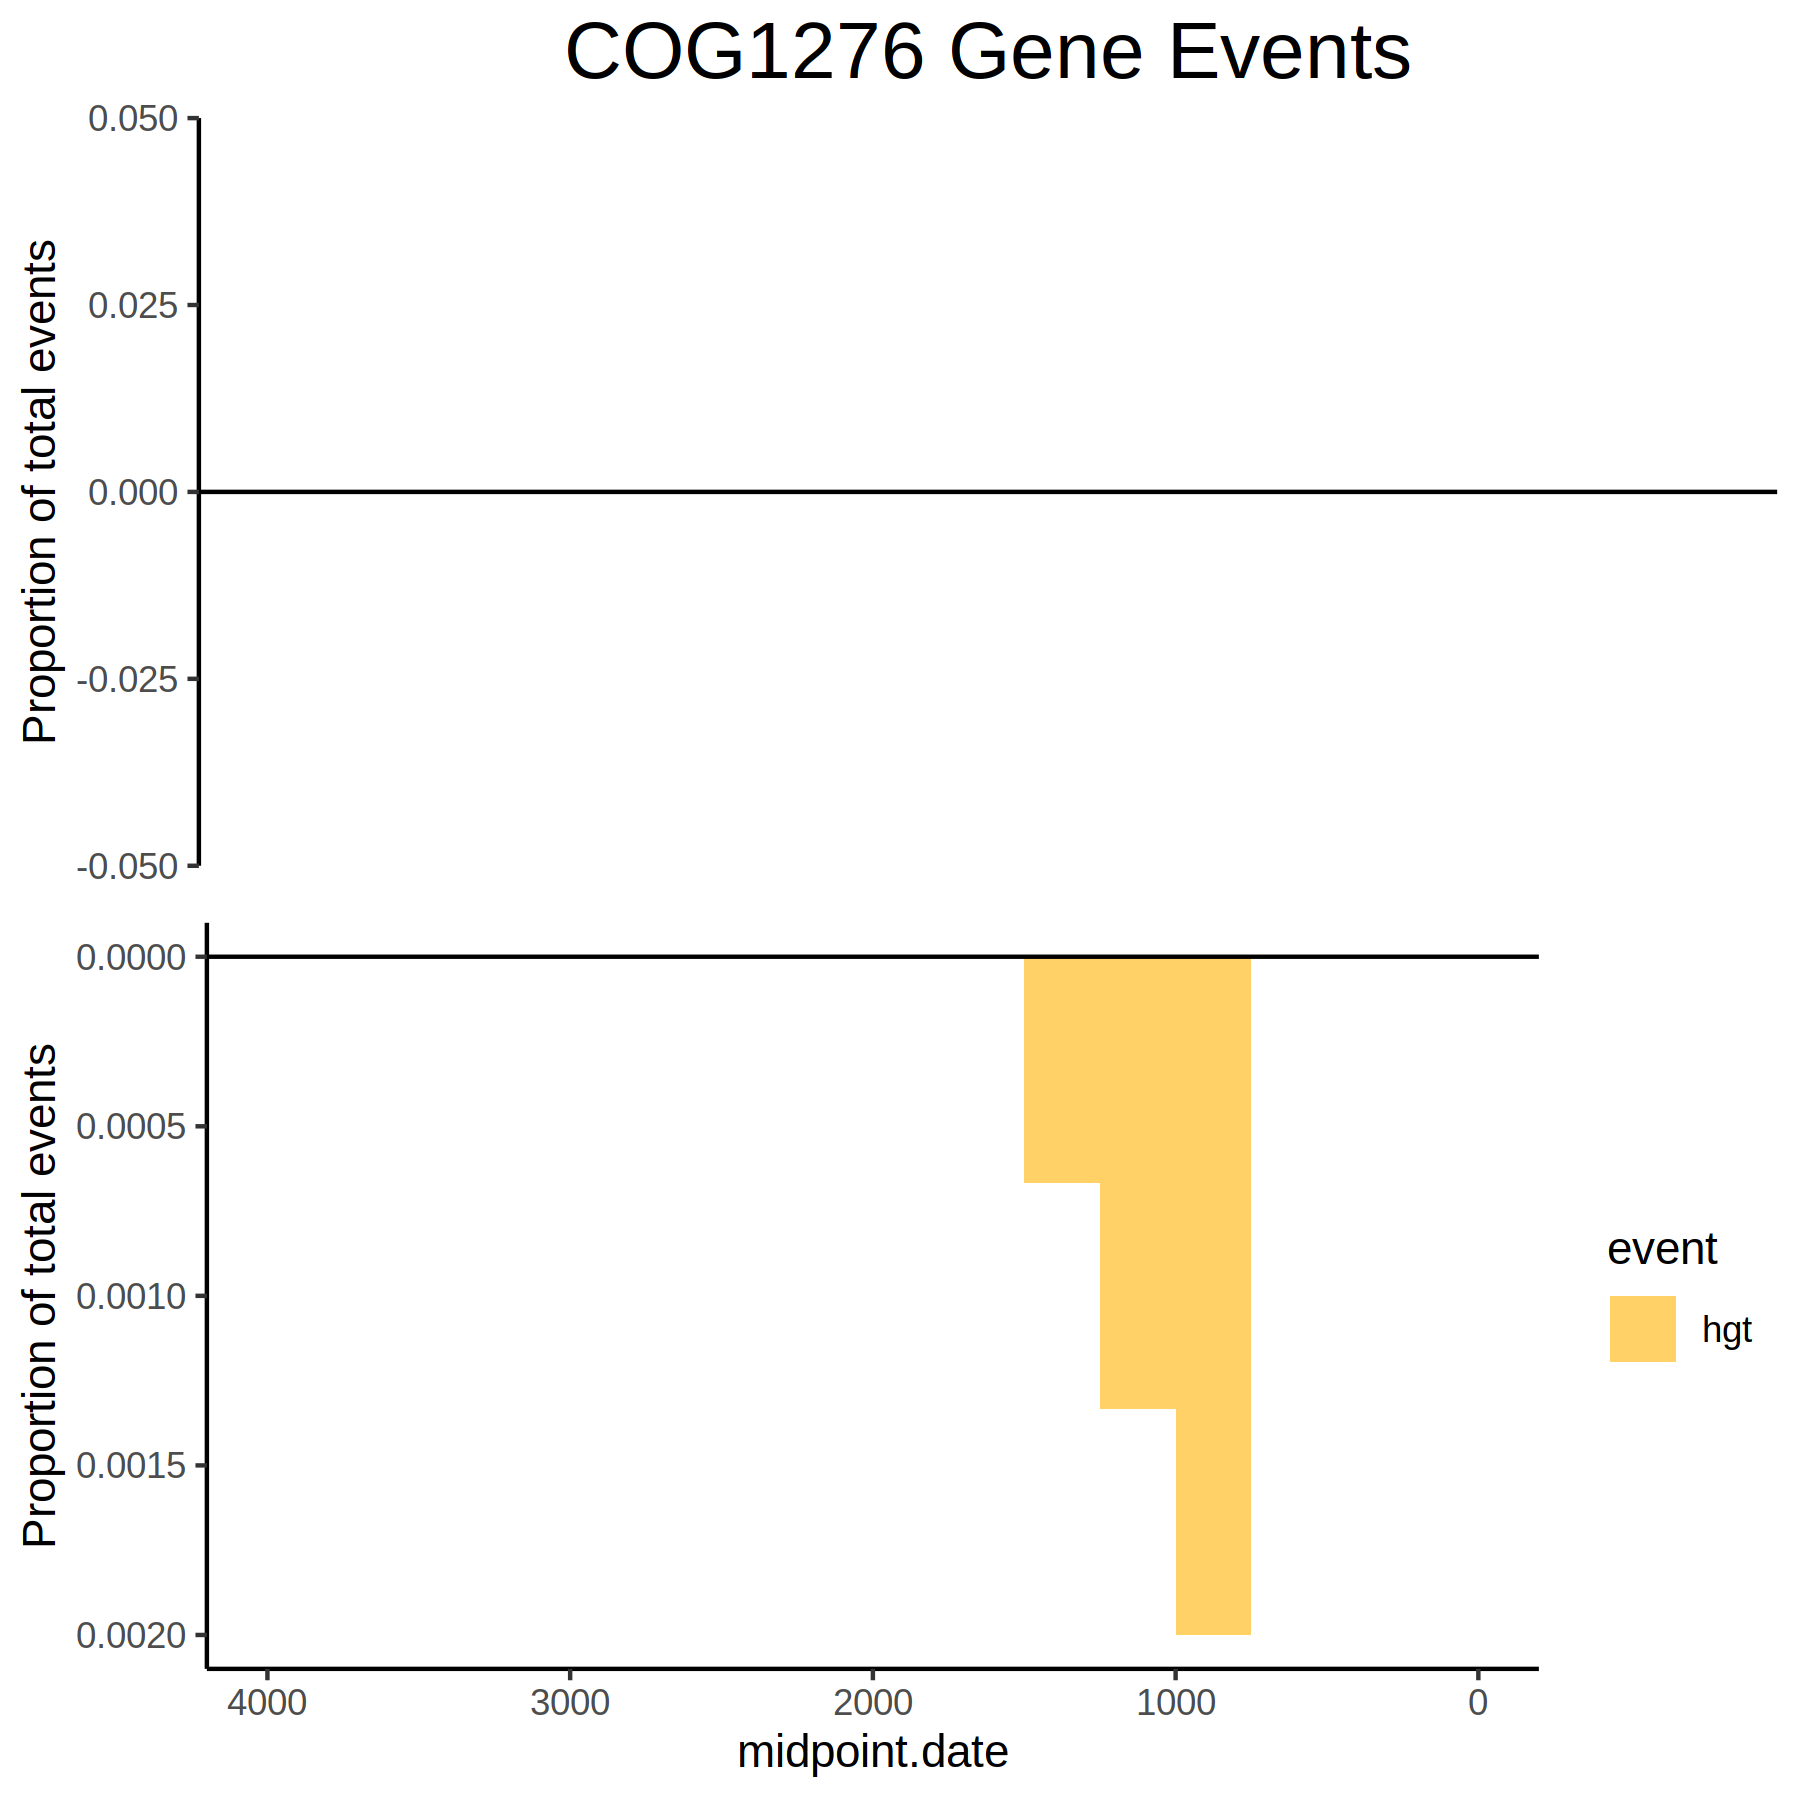 COG1276 Gene Events
0.050
0.025
0.000
-0.025
-0.050
Proportion of total events
0.0000
0.0005
0.0010
0.0015
0.0020
Proportion of total events
4000 3000 2000 1000 0
midpoint.date
event
hgt